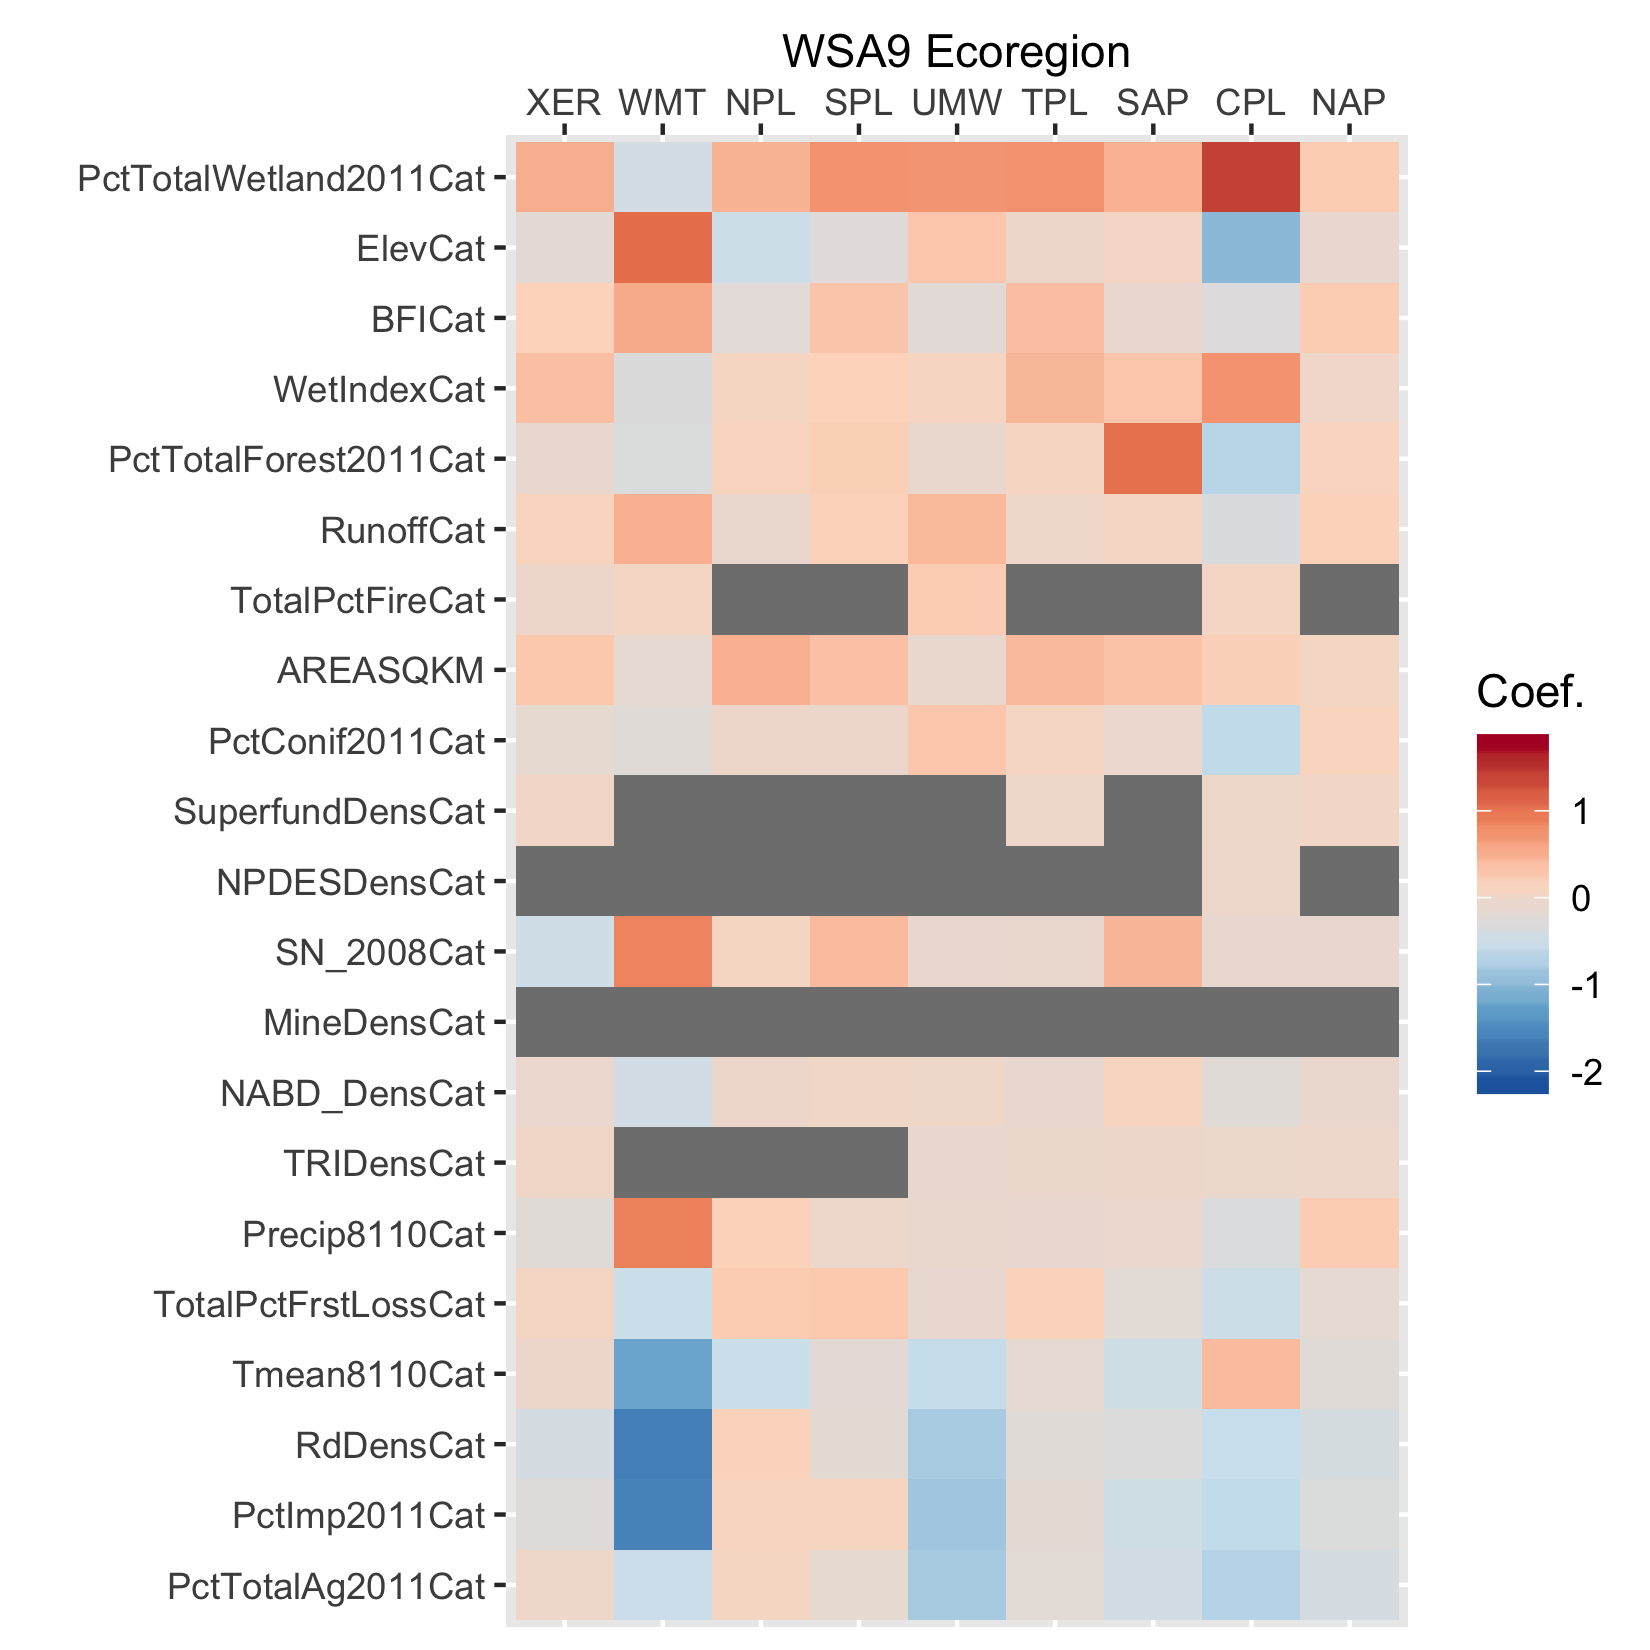 WSA9 Ecoregion
XER WMT NPL SPL UMW TPL SAP CPL NAP
PctTotalWetland2011Cat
ElevCat
BFICat
WetIndexCat
PctTotalForest2011Cat
RunoffCat
TotalPctFireCat
AREASQKM
PctConif2011Cat
SuperfundDensCat
NPDESDensCat
SN_2008Cat
MineDensCat
NABD_DensCat
TRIDensCat
Precip8110Cat
TotalPctFrstLossCat
Tmean8110Cat
RdDensCat
PctImp2011Cat
PctTotalAg2011Cat
Coef.
1
0
-1
-2